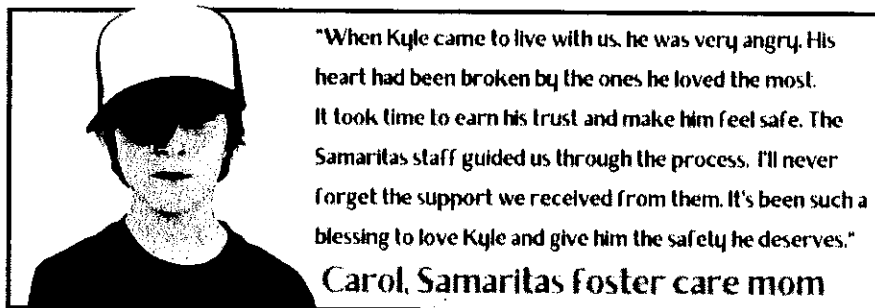 "When Kyle came to live with us, he was very angry. His
heart had been broken by the ones he loved the most.
It took time to earn his trust and make him feel safe. The
Samaritas staff guided us through the process. I'll never
forget the support we received from them. It's been such a
blessing to love Kyle and give him the safety he deserves."
Carol, Samaritas foster care mom